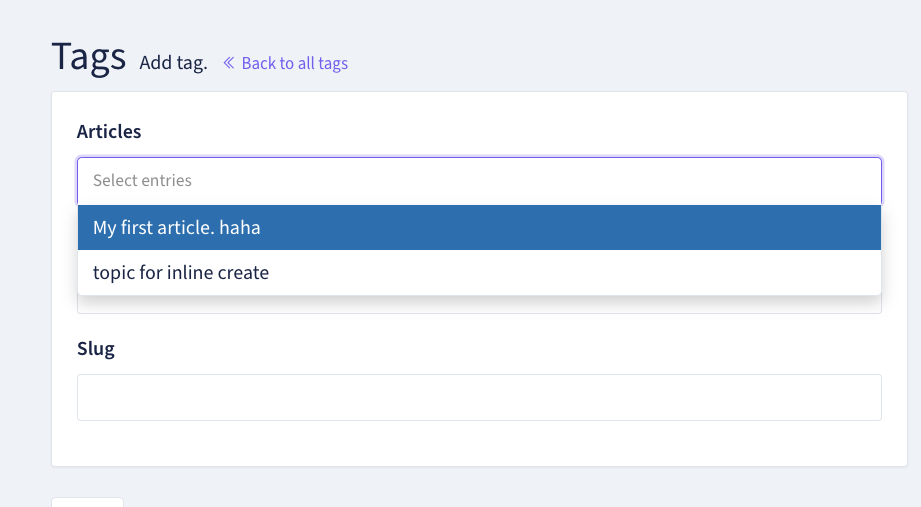 Tags Add tag. « Back to all tags
Articles
Select entries
My first article. haha
topic for inline create
Slug